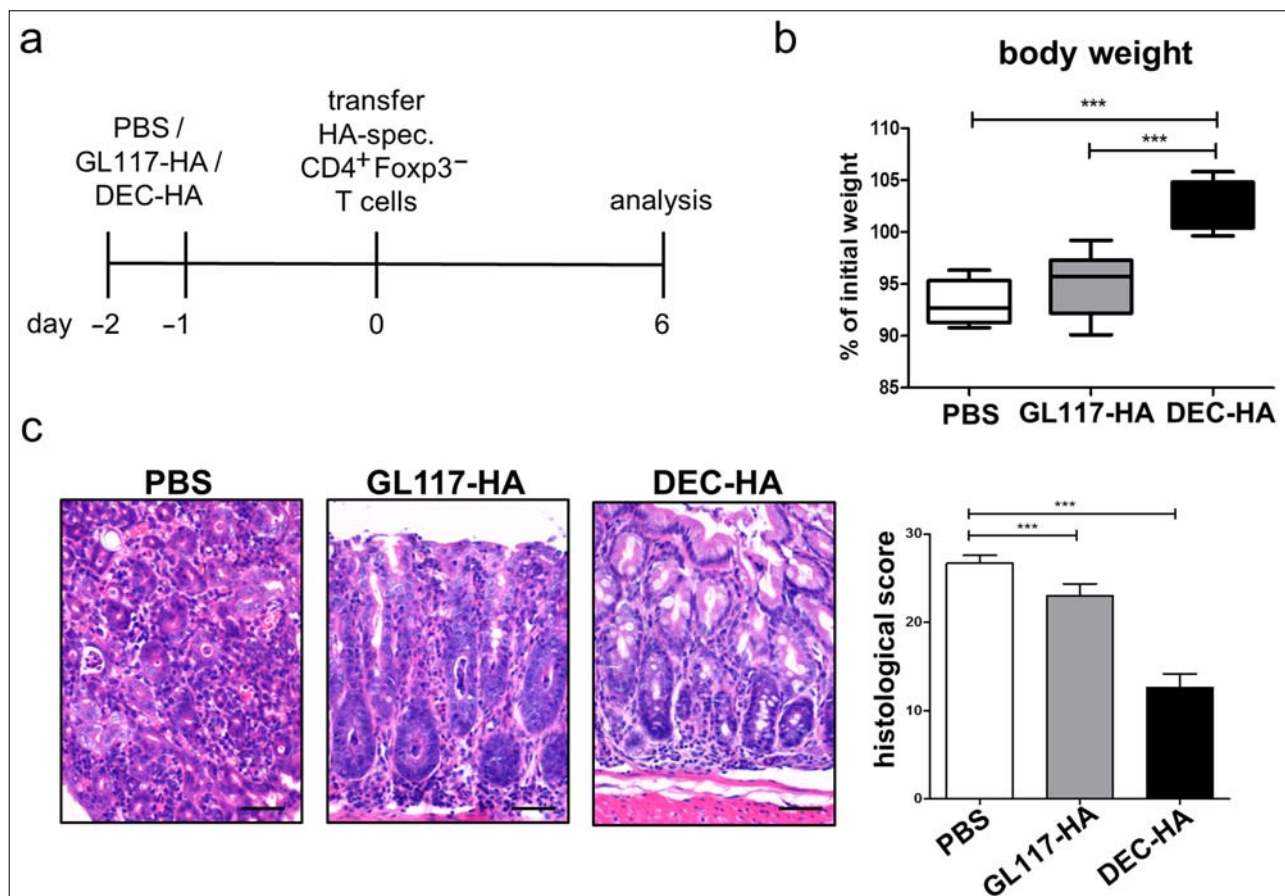 a
PBS /
GL117-HA /
DEC-HA
transfer
HA-spec.
CD4⁺ Foxp3⁻
T cells
analysis
day −2 −1 0 6
b
body weight
***
***
% of initial weight
110
105
100
95
90
85
PBS GL117-HA DEC-HA
c
PBS GL117-HA DEC-HA
***
***
histological score
30
20
10
0
PBS
GL117-HA
DEC-HA